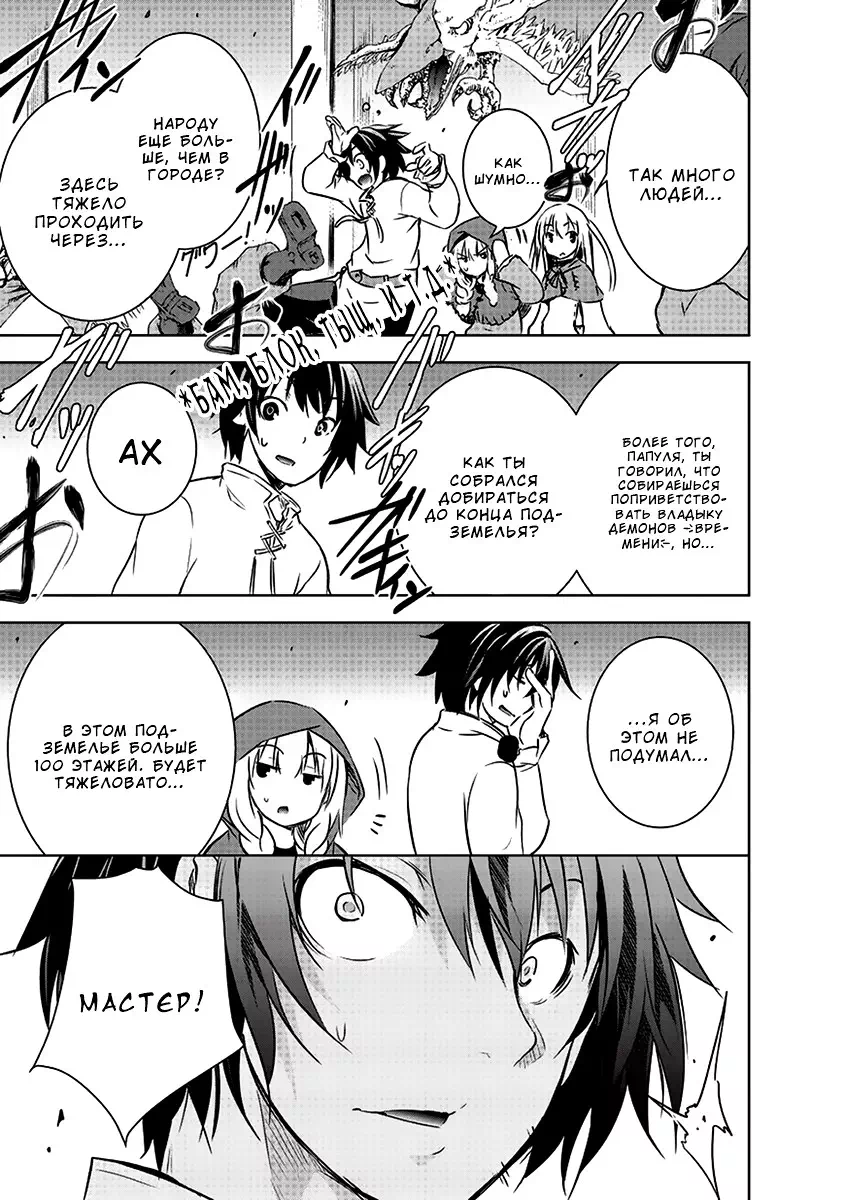 ТАК МНОГО
ЛЮДЕЙ...
КАК
ШУМНО...
НАРОДУ
ЕЩЕ БОЛЬ-
ШЕ, ЧЕМ В
ГОРОДЕ?
ЗДЕСЬ
ТЯЖЕЛО
ПРОХОДИТЬ
ЧЕРЕЗ...
*БАМ, БЛОК, ТЫЩ, И Т.Д.
БОЛЕЕ ТОГО,
ПАПУЛЯ, ТЫ
ГОВОРИЛ, ЧТО
СОБИРАЕШЬСЯ
ПОПРИВЕТСТВО-
ВАТЬ ВЛАДЫКУ
ДЕМОНОВ ÷ВРЕ-
МЕНИ÷, НО...
КАК ТЫ
СОБРАЛСЯ
ДОБИРАТЬСЯ
ДО КОНЦА ПОД-
ЗЕМЕЛЬЯ?
АХ
...Я ОБ
ЭТОМ НЕ
ПОДУМАЛ...
В ЭТОМ ПОД-
ЗЕМЕЛЬЕ БОЛЬШЕ
100 ЭТАЖЕЙ. БУДЕТ
ТЯЖЕЛОВАТО...
МАСТЕР!